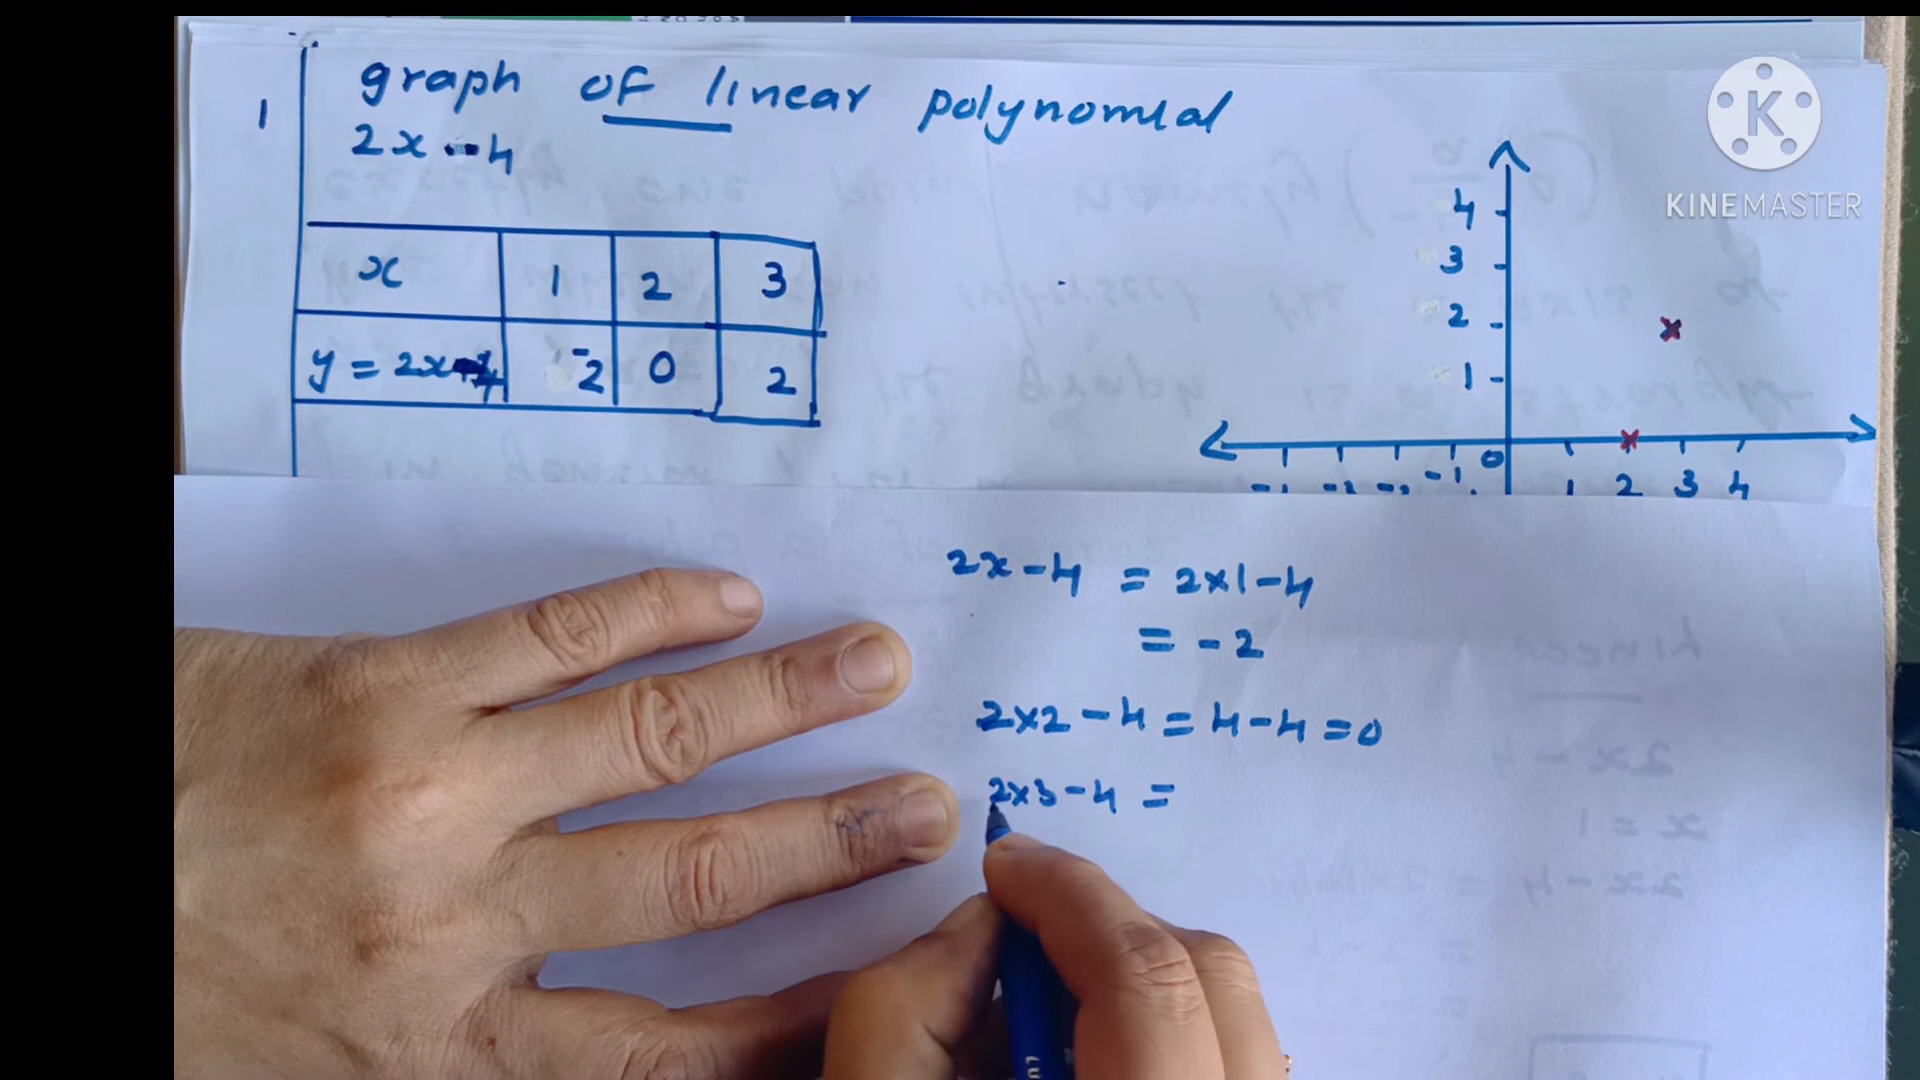 1
graph of linear polynomial
2x - 4
x 1 2 3
y = 2x-4 -2 0 2
K
KINEMASTER
4
3
2
1
-1 0 1 2 3 4
2x - 4 = 2x1 - 4
= - 2
2x2 - 4 = 4 - 4 = 0
2x3 - 4 =
LU